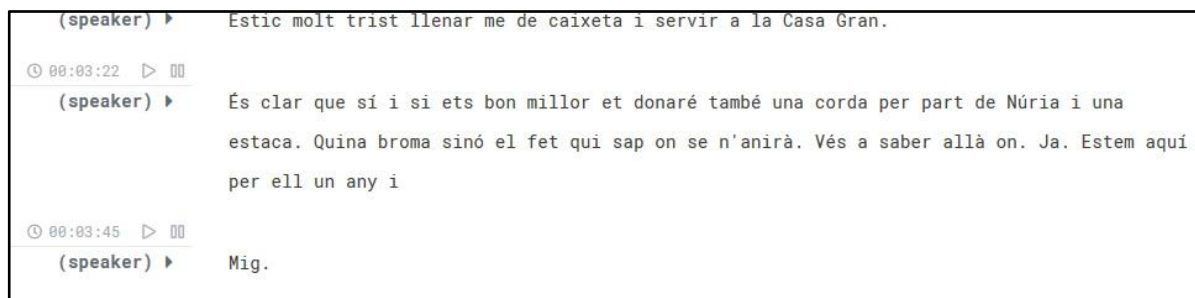 (speaker) Estic molt trist llenar me de caixeta i servir a la Casa Gran.
00:03:22
(speaker) És clar que sí i si ets bon millor et donaré també una corda per part de Núria i una
estaca. Quina broma sinó el fet qui sap on se n'anirà. Vés a saber allà on. Ja. Estem aquí
per ell un any i
00:03:45
(speaker) Mig.